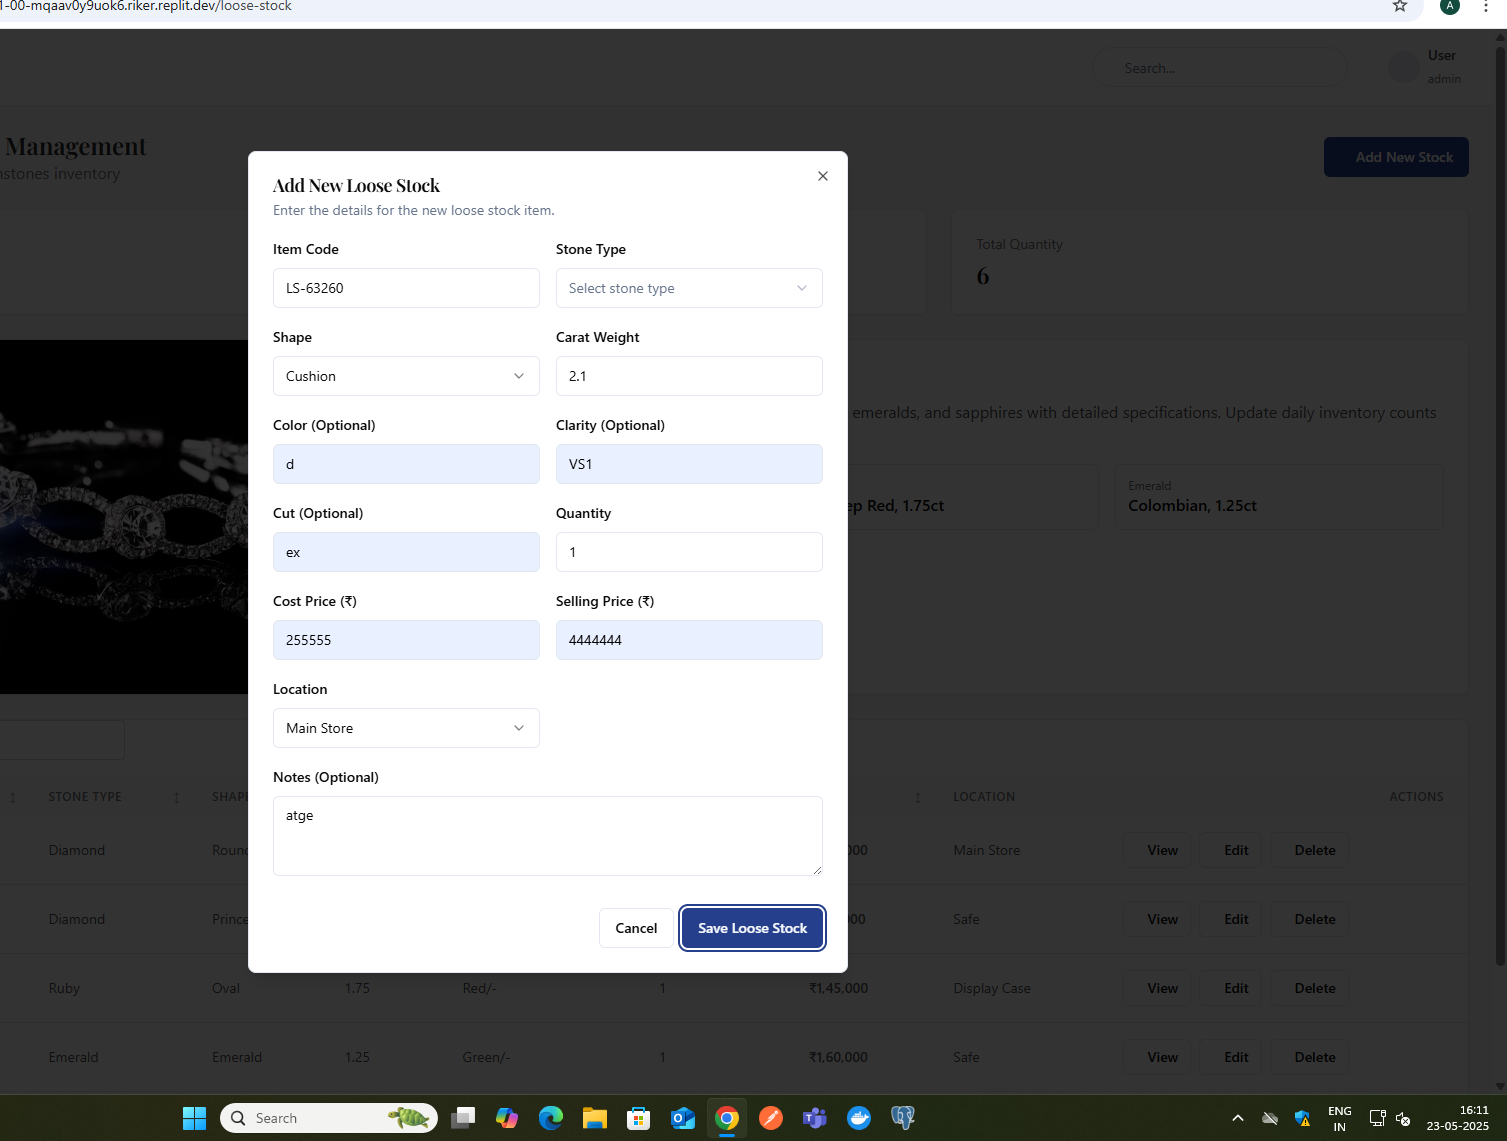 1-00-mqaav0y9uok6.riker.replit.dev/loose-stock
A
Search...
User
admin
Management
nstones inventory
Add New Stock
Total Quantity
6
Add New Loose Stock
Enter the details for the new loose stock item.
Item Code
Stone Type
LS-63260
Select stone type
Shape
Carat Weight
Cushion
2.1
Color (Optional)
Clarity (Optional)
d
VS1
Cut (Optional)
Quantity
ex
1
Cost Price (₹)
Selling Price (₹)
255555
4444444
Location
Main Store
Notes (Optional)
atge
Cancel
Save Loose Stock
emeralds, and sapphires with detailed specifications. Update daily inventory counts
ep Red, 1.75ct
Emerald
Colombian, 1.25ct
STONE TYPE SHAPE LOCATION ACTIONS
Diamond Round 000 Main Store View Edit Delete
Diamond Prince 000 Safe View Edit Delete
Ruby Oval 1.75 Red/- 1 ₹1,45,000 Display Case View Edit Delete
Emerald Emerald 1.25 Green/- 1 ₹1,60,000 Safe View Edit Delete
Search
ENG
IN
16:11
23-05-2025